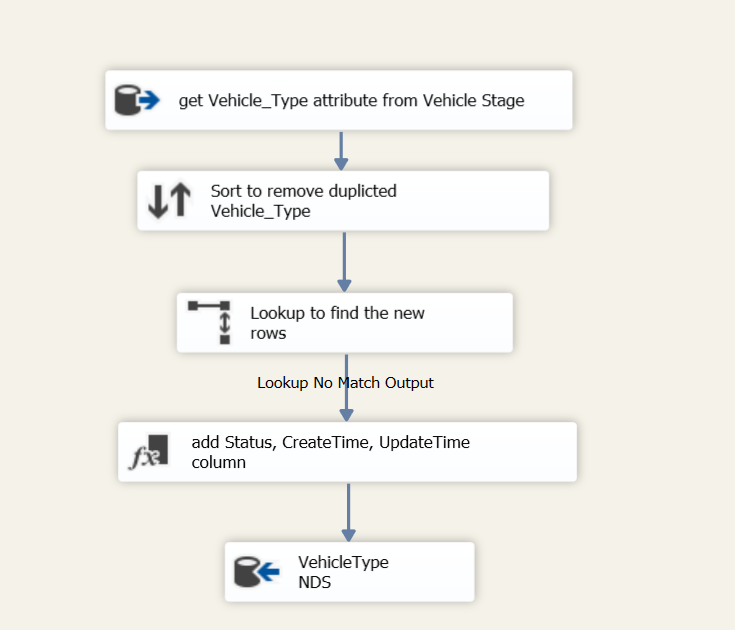 get Vehicle_Type attribute from Vehicle Stage
Sort to remove duplicted
Vehicle_Type
Lookup to find the new
rows
Lookup No Match Output
add Status, CreateTime, UpdateTime
column
VehicleType
NDS